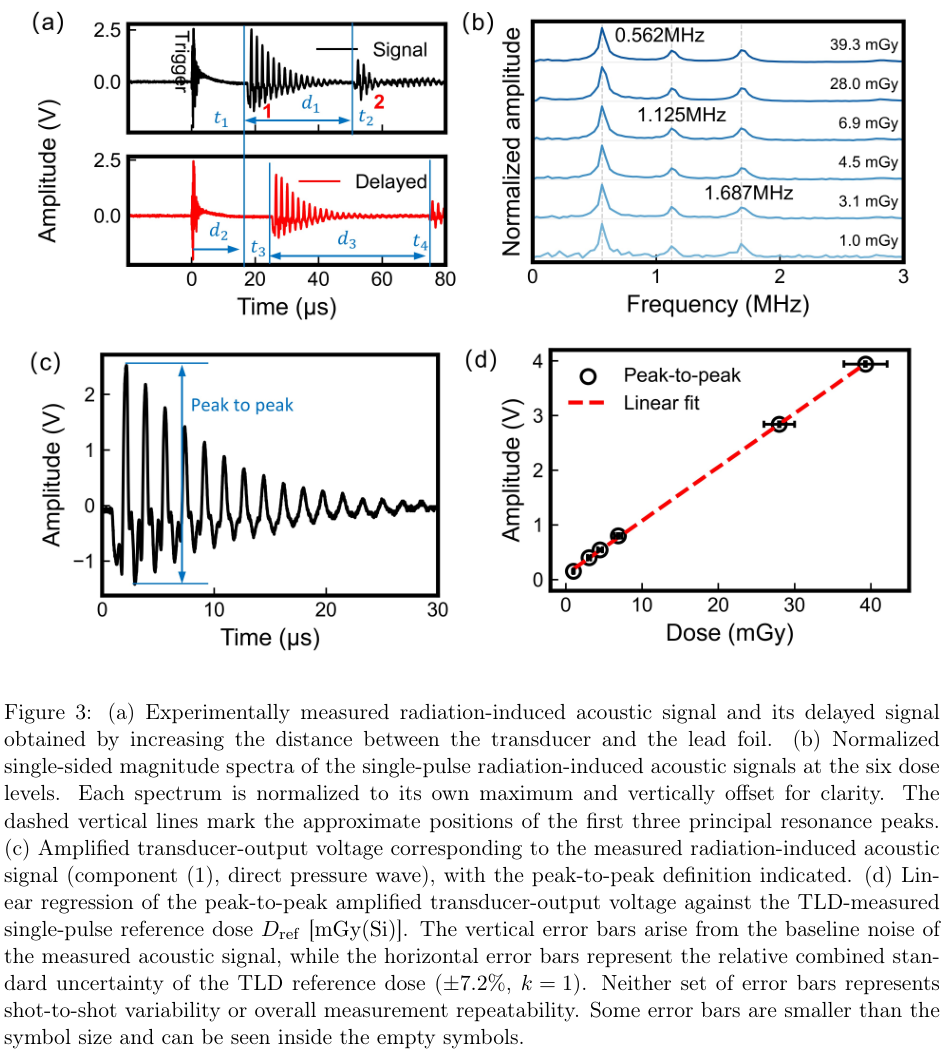 (a)
2.5
0.0
Trigger
Signal
1
d₁
2
t₁
t₂
2.5
0.0
Delayed
d₂
t₃
d₃
t₄
0
20
40
60
80
Amplitude (V)
Time (μs)
(b)
Normalized amplitude
0.562MHz
1.125MHz
1.687MHz
39.3 mGy
28.0 mGy
6.9 mGy
4.5 mGy
3.1 mGy
1.0 mGy
0
1
2
3
Frequency (MHz)
(c)
2
1
0
−1
Peak to peak
Amplitude (V)
0
10
20
30
Time (μs)
(d)
4
3
2
1
0
Peak-to-peak
Linear fit
Amplitude (V)
0
10
20
30
40
Dose (mGy)
Figure 3: (a) Experimentally measured radiation-induced acoustic signal and its delayed signal
obtained by increasing the distance between the transducer and the lead foil. (b) Normalized
single-sided magnitude spectra of the single-pulse radiation-induced acoustic signals at the six dose
levels. Each spectrum is normalized to its own maximum and vertically offset for clarity. The
dashed vertical lines mark the approximate positions of the first three principal resonance peaks.
(c) Amplified transducer-output voltage corresponding to the measured radiation-induced acoustic
signal (component (1), direct pressure wave), with the peak-to-peak definition indicated. (d) Lin-
ear regression of the peak-to-peak amplified transducer-output voltage against the TLD-measured
single-pulse reference dose D_ref [mGy(Si)]. The vertical error bars arise from the baseline noise of
the measured acoustic signal, while the horizontal error bars represent the relative combined stan-
dard uncertainty of the TLD reference dose (±7.2%, k = 1). Neither set of error bars represents
shot-to-shot variability or overall measurement repeatability. Some error bars are smaller than the
symbol size and can be seen inside the empty symbols.